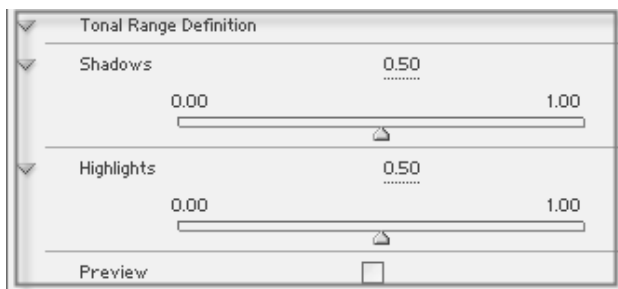 Tonal Range Definition
Shadows 0.50
0.00 1.00
Highlights 0.50
0.00 1.00
Preview